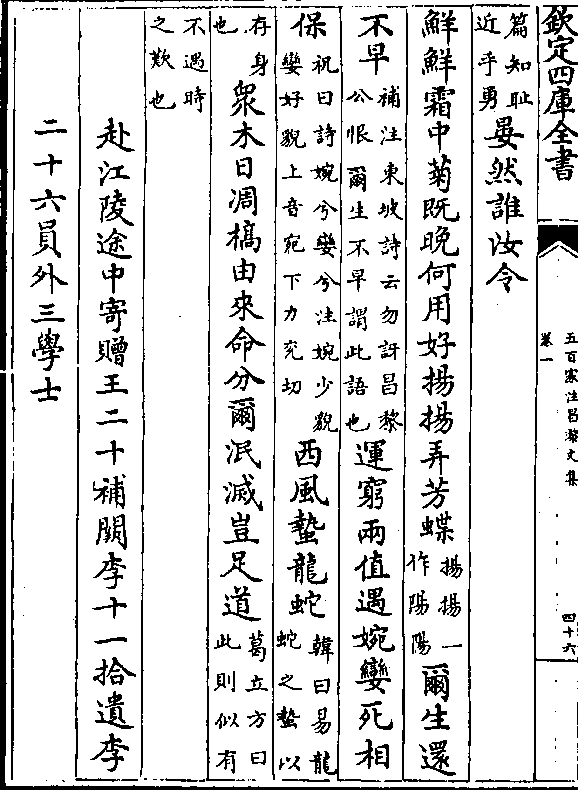 欽定四庫全書
五百家注昌黎文集
卷一
四十六
篇知恥
近乎勇
晏然誰汝令
鮮鮮霜中菊既晚何用好揚揚弄芳蝶
揚揚一
作陽陽
爾生還
不早
補注東坡詩云勿訝昌黎
公恨爾生不早謂此語也
運窮兩值遇婉孌死相
保
祝曰詩婉兮孌兮注婉少貌
孌好貌上音宛下力兖切
西風蟄龍蛇
韓曰易龍
蛇之蟄以
存身
也
衆木日凋槁由來命分爾泯滅豈足道
葛立方曰
此則似有
不遇時
之歎也
赴江陵途中寄贈王二十補闕李十一拾遺李
二十六員外三學士